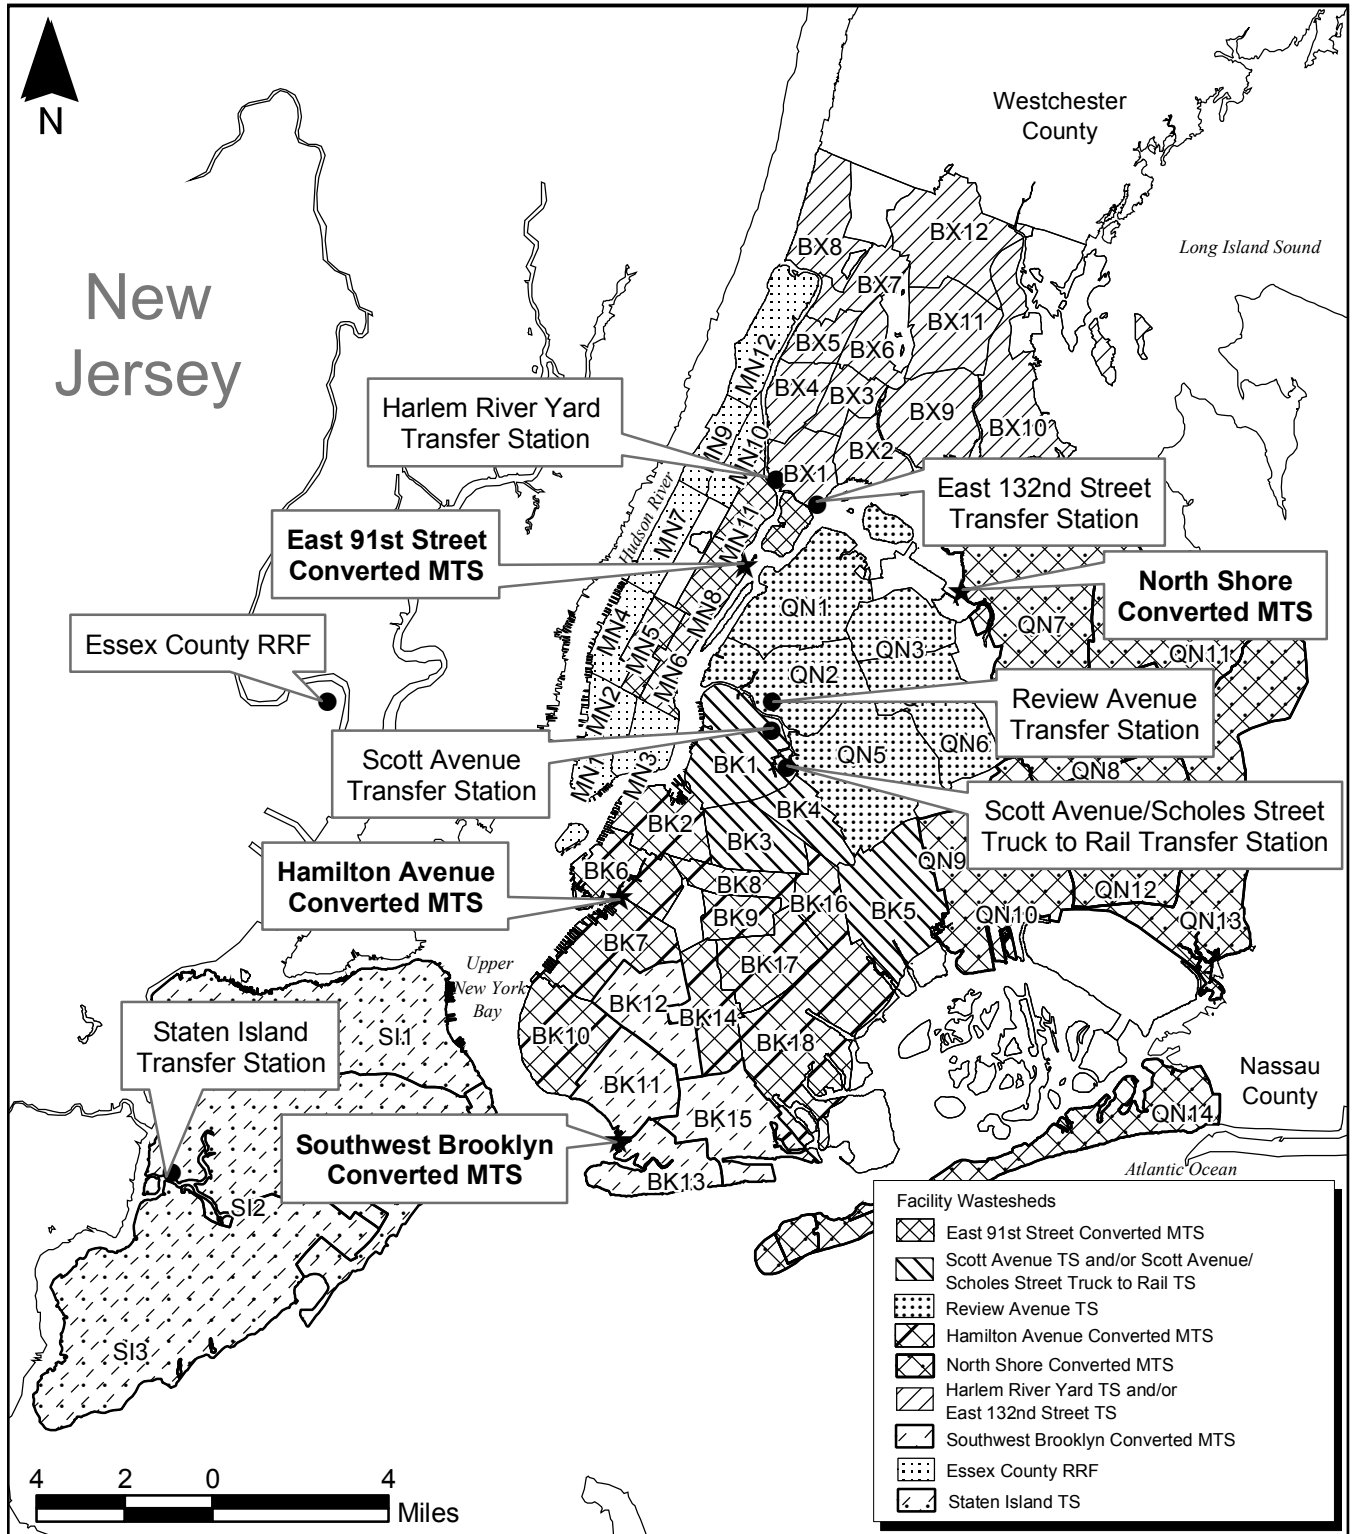 N
Westchester
County
Long Island Sound
New
Jersey
BX12
BX8
BX7
BX11
BX5
BX6
MN12
BX4
BX3
BX9
BX10
Harlem River Yard
Transfer Station
MN9
MN10
BX2
BX1
East 132nd Street
Transfer Station
Hudson River
MN7
MN11
East 91st Street
Converted MTS
North Shore
Converted MTS
MN8
QN1
QN7
MN4
MN5
QN3
QN11
Essex County RRF
MN6
QN2
MN2
Review Avenue
Transfer Station
Scott Avenue
Transfer Station
MN1
MN3
BK1
QN5
QN6
QN8
BK4
Scott Avenue/Scholes Street
Truck to Rail Transfer Station
BK2
BK3
QN9
Hamilton Avenue
Converted MTS
BK6
BK8
BK16
BK9
BK5
QN12
QN10
QN13
BK7
Upper
New York
Bay
BK17
BK12
BK14
BK10
BK18
Staten Island
Transfer Station
SI1
BK11
BK15
Nassau
County
QN14
Southwest Brooklyn
Converted MTS
Atlantic Ocean
BK13
SI2
SI3
Facility Wastesheds
East 91st Street Converted MTS
Scott Avenue TS and/or Scott Avenue/
Scholes Street Truck to Rail TS
Review Avenue TS
Hamilton Avenue Converted MTS
North Shore Converted MTS
Harlem River Yard TS and/or
East 132nd Street TS
Southwest Brooklyn Converted MTS
Essex County RRF
Staten Island TS
4 2 0 4
Miles